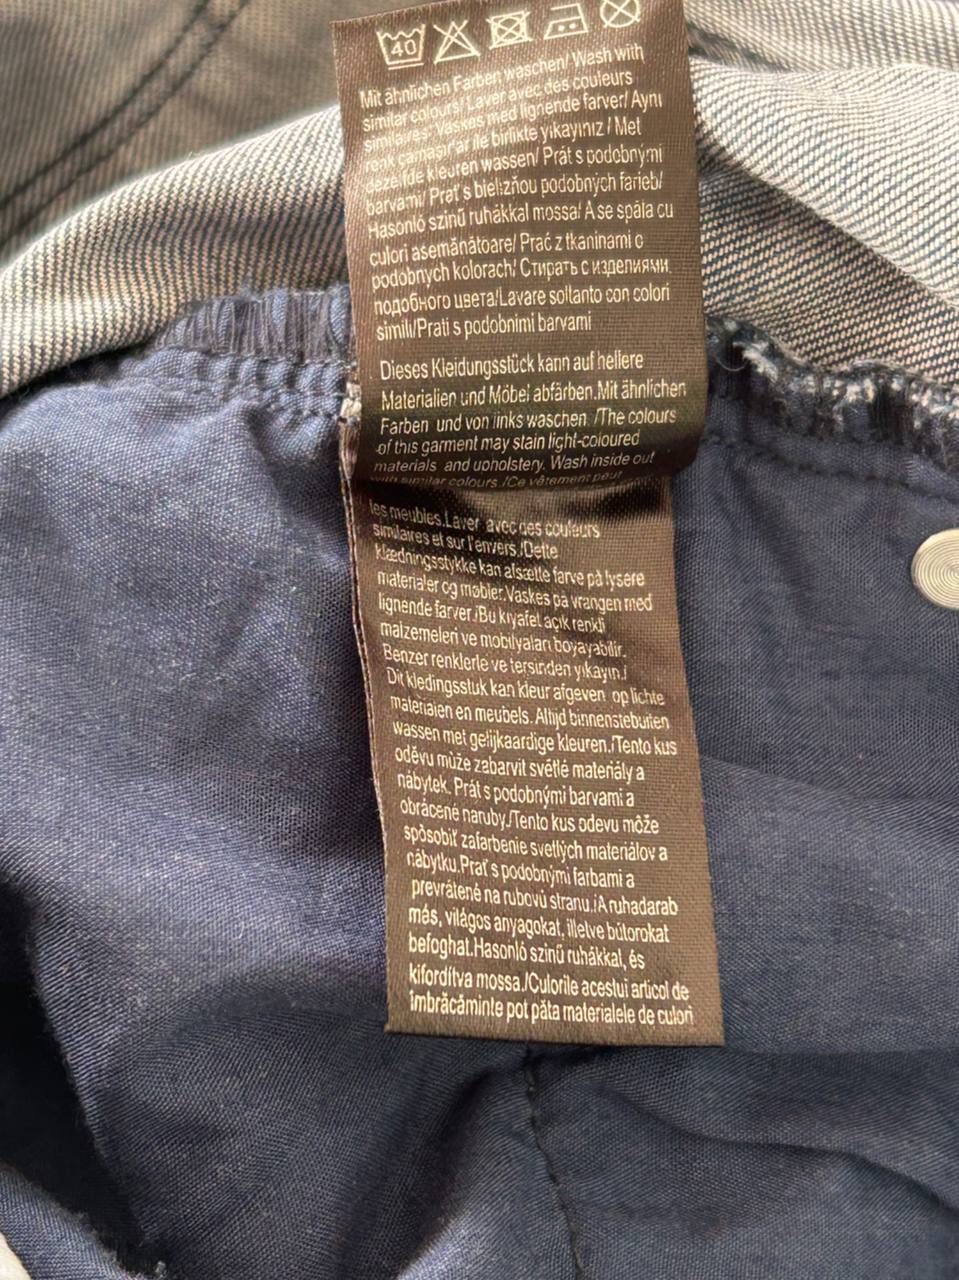 40
Mit ähnlichen Farben waschen/ Wash with
similar colours/ Laver avec des couleurs
similaires/ Vaskes med lignende farver/ Aynı
renk çamaşırlar ile birlikte yıkayınız / Met
dezelfde kleuren wassen/ Prát s podobnými
barvami/ Prať s bielizňou podobných farieb/
Hasonló színű ruhákkal mossa/ A se spăla cu
culori asemănătoare/ Prać z tkaninami o
podobnych kolorach/ Стирать с изделиями
подобного цвета/Lavare soltanto con colori
simili/Prati s podobnimi barvami
Dieses Kleidungsstück kann auf hellere
Materialien und Möbel abfärben.Mit ähnlichen
Farben und von links waschen /The colours
of this garment may stain light-coloured
materials and upholstery. Wash inside out
with similar colours /Ce vêtement peut
les meubles.Laver avec des couleurs
similaires et sur l'envers./Dette
klædningsstykke kan afsætte farve på lysere
materialer og møbler.Vaskes på vrangen med
lignende farver./Bu kıyafet açık renkli
malzemeleri ve mobilyaları boyayabilir.
Benzer renklerle ve tersinden yıkayın./
Dit kledingsstuk kan kleur afgeven op lichte
materialen en meubels. Altijd binnenstebuiten
wassen met gelijkaardige kleuren./Tento kus
oděvu může zabarvit světlé materiály a
nábytek. Prát s podobnými barvami a
obrácené naruby./Tento kus odevu môže
spôsobiť zafarbenie svetlých materiálov a
nábytku.Prať s podobnými farbami a
prevrátené na rubovú stranu./A ruhadarab
más, világos anyagokat, illetve bútorokat
befoghat.Hasonló színű ruhákkal, és
kifordítva mossa./Culorile acestui articol de
îmbrăcăminte pot păta materialele de culori